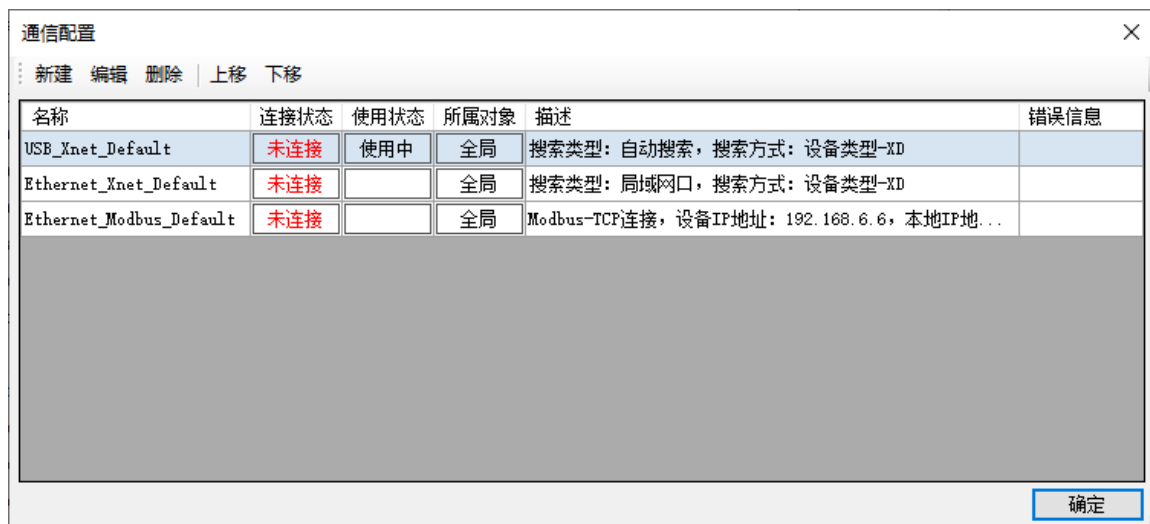 通信配置
新建 编辑 删除 上移 下移
名称 连接状态 使用状态 所属对象 描述 错误信息
USB_Xnet_Default 未连接 使用中 全局 搜索类型: 自动搜索，搜索方式: 设备类型-XD
Ethernet_Xnet_Default 未连接 全局 搜索类型: 局域网口，搜索方式: 设备类型-XD
Ethernet_Modbus_Default 未连接 全局 Modbus-TCP连接，设备IP地址: 192.168.6.6，本地IP地...
确定